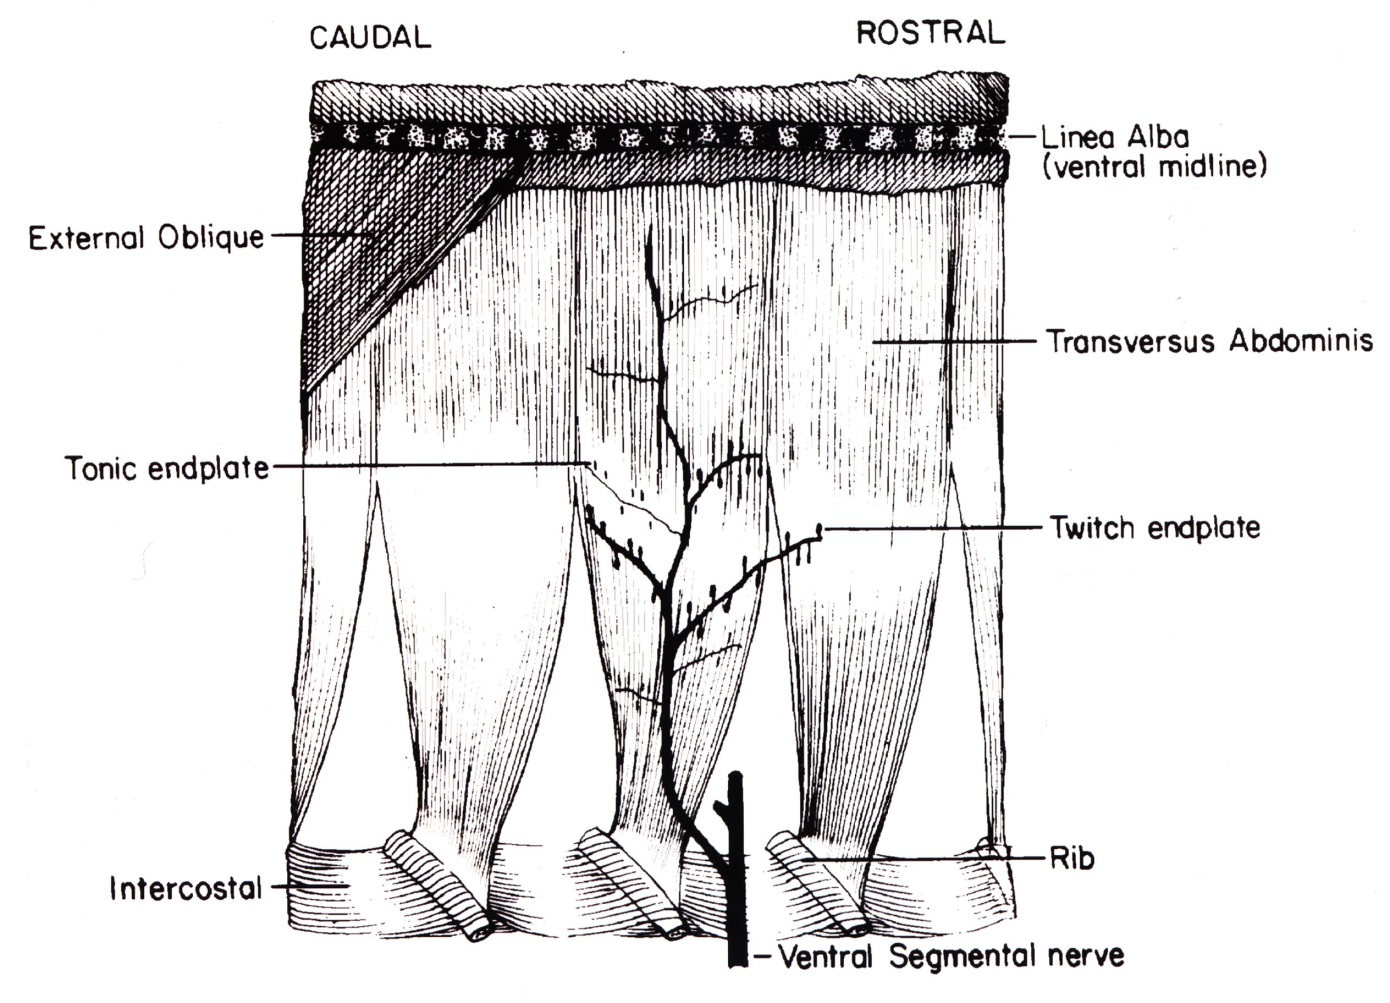 CAUDAL
ROSTRAL
Linea Alba
(ventral midline)
External Oblique
Transversus Abdominis
Tonic endplate
Twitch endplate
Rib
Intercostal
Ventral Segmental nerve